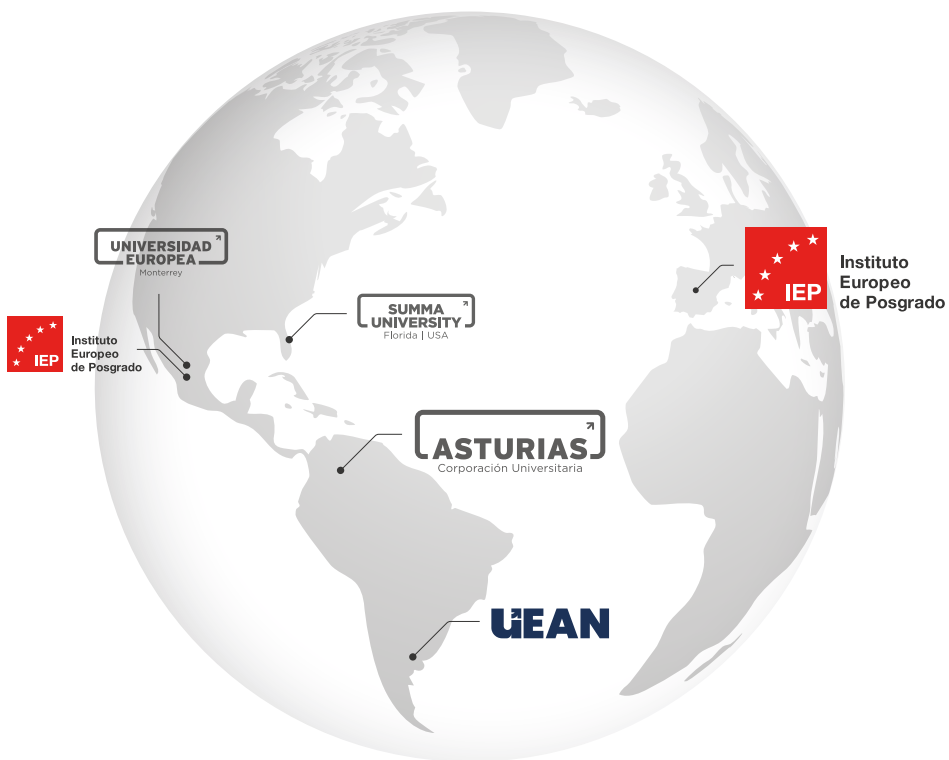 UNIVERSIDAD
EUROPEA
Monterrey
IEP
Instituto
Europeo
de Posgrado
SUMMA
UNIVERSITY
Florida | USA
IEP
Instituto
Europeo
de Posgrado
ASTURIAS
Corporación Universitaria
UEAN